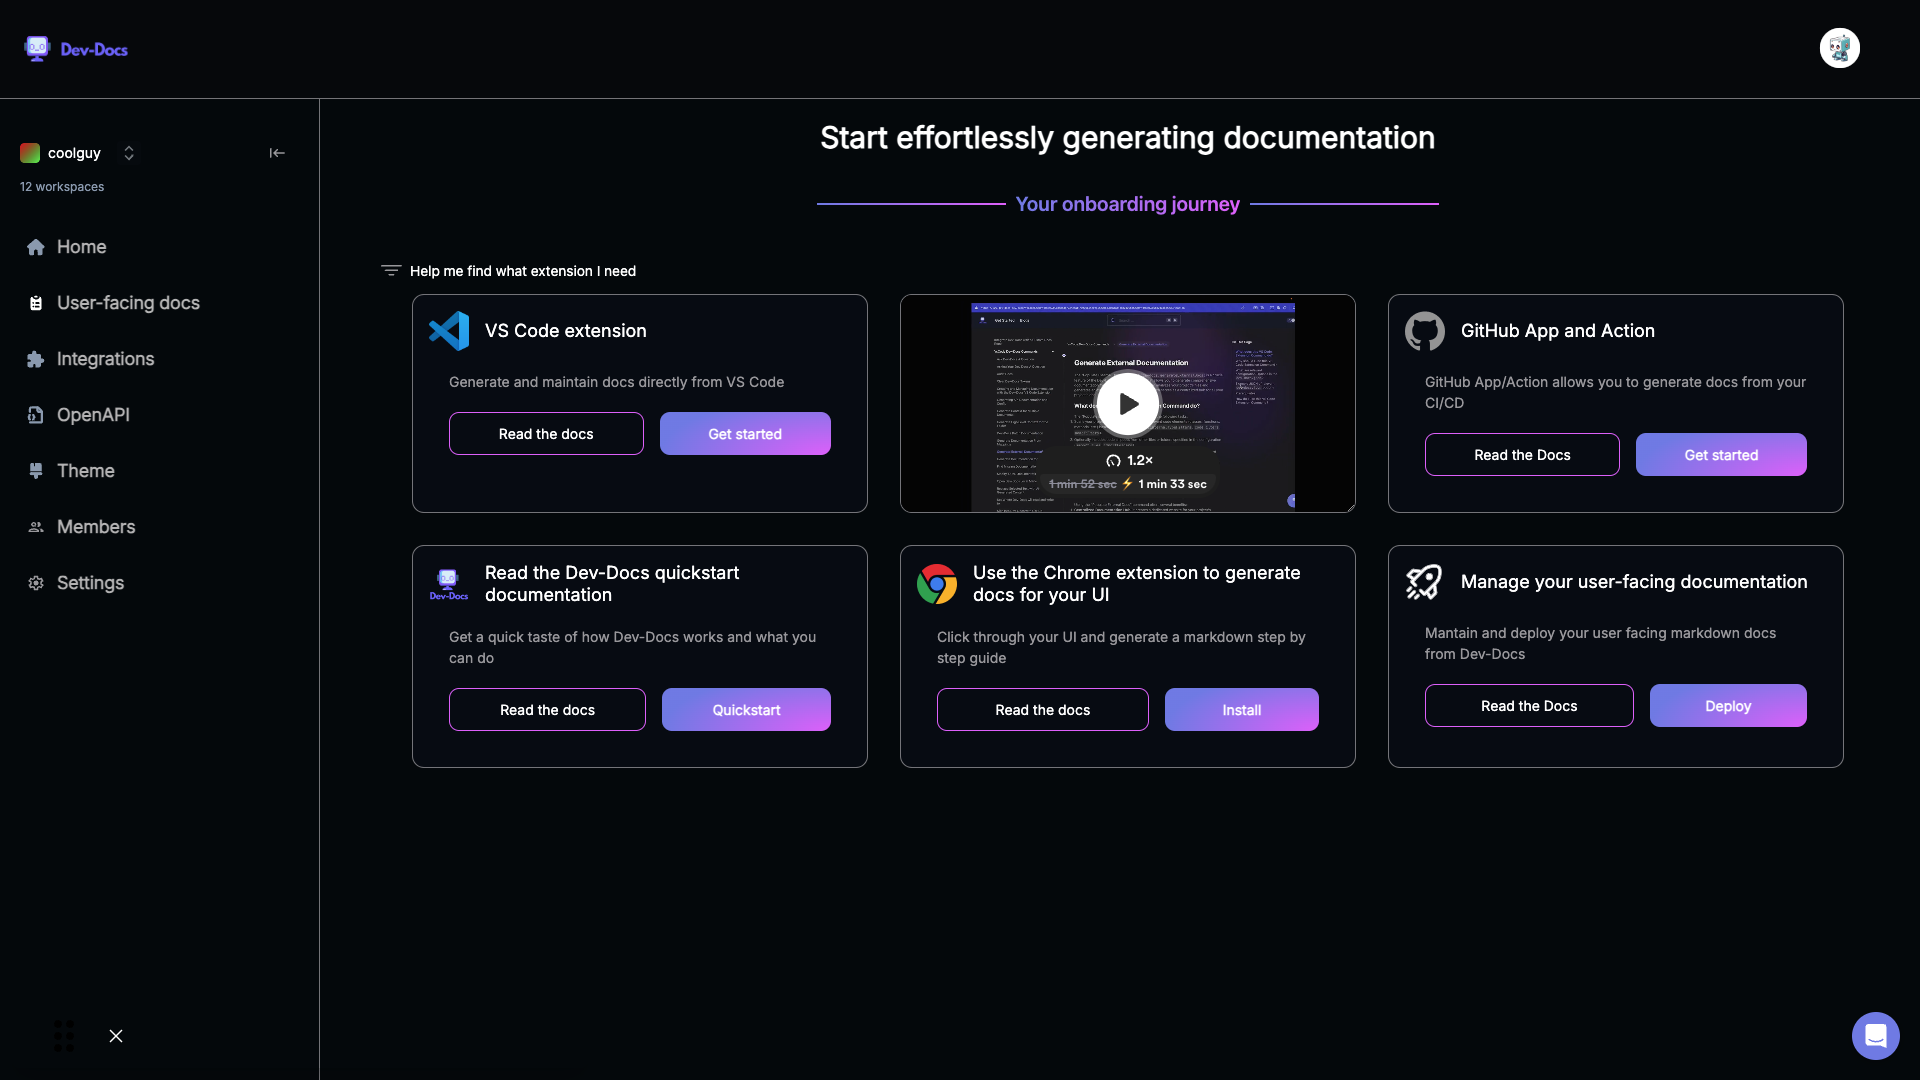 Dev-Docs
coolguy
12 workspaces
Home
User-facing docs
Integrations
OpenAPI
Theme
Members
Settings
Start effortlessly generating documentation
Your onboarding journey
Help me find what extension I need
VS Code extension
Generate and maintain docs directly from VS Code
Read the docs
Get started
Generate External Documentation
1.2×
1 min 52 sec ⚡ 1 min 33 sec
GitHub App and Action
GitHub App/Action allows you to generate docs from your
CI/CD
Read the Docs
Get started
Dev-Docs
Read the Dev-Docs quickstart
documentation
Get a quick taste of how Dev-Docs works and what you
can do
Read the docs
Quickstart
Use the Chrome extension to generate
docs for your UI
Click through your UI and generate a markdown step by
step guide
Read the docs
Install
Manage your user-facing documentation
Mantain and deploy your user facing markdown docs
from Dev-Docs
Read the Docs
Deploy